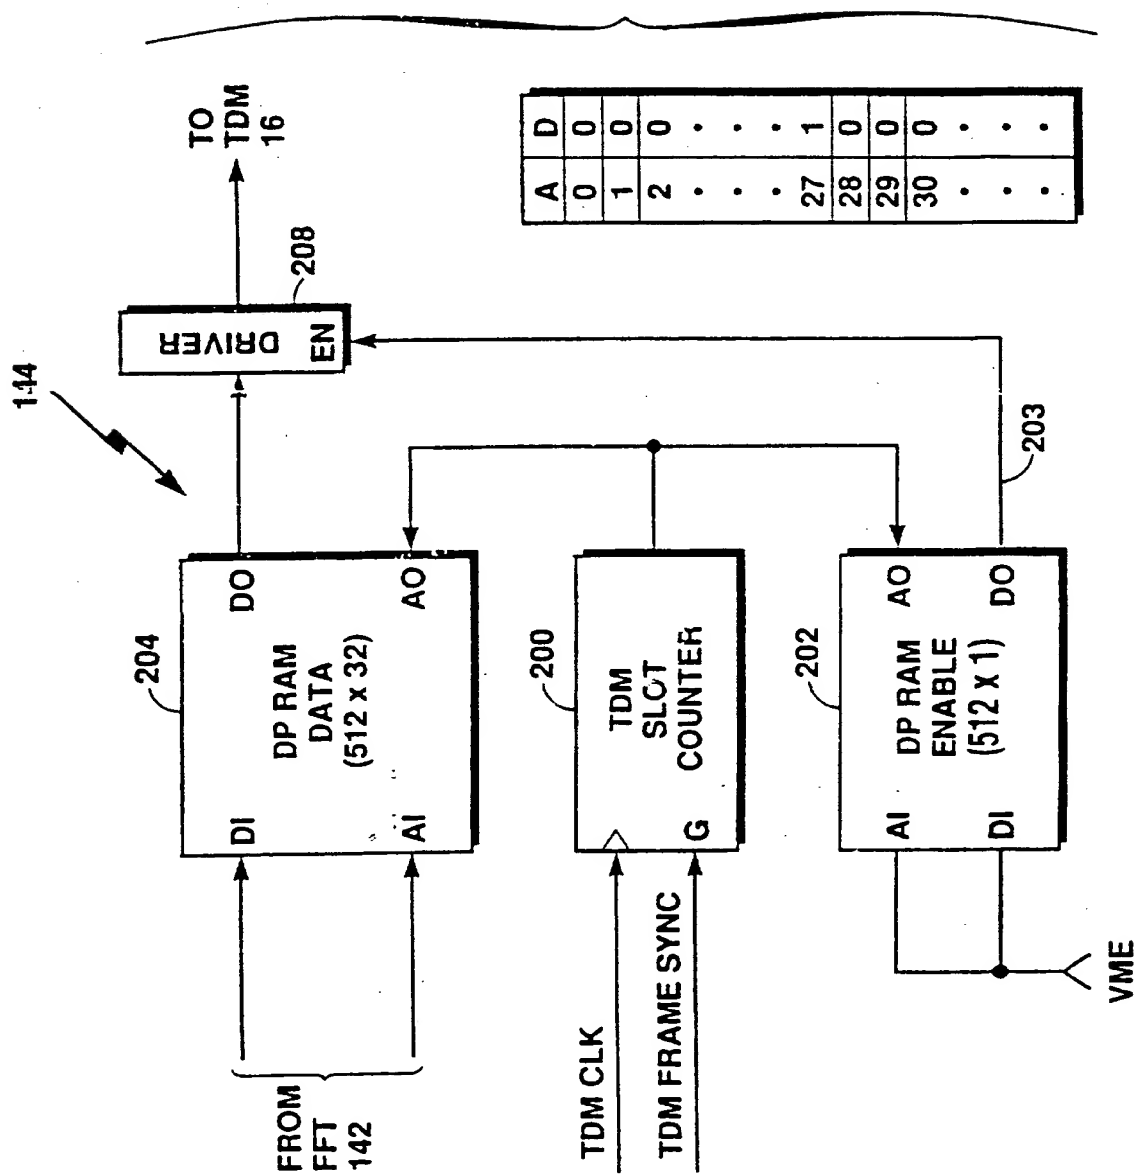 144
FROM
FFT
142
DI
AI
204
DP RAM
DATA
(512 x 32)
DO
AO
DRIVER
EN
208
TO
TDM
16
TDM CLK
TDM FRAME SYNC
G
200
TDM
SLOT
COUNTER
VME
AI
DI
202
DP RAM
ENABLE
(512 x 1)
AO
DO
203
A D
0 0
1 0
2 0
· ·
· ·
· ·
27 1
28 0
29 0
30 0
· ·
· ·
· ·